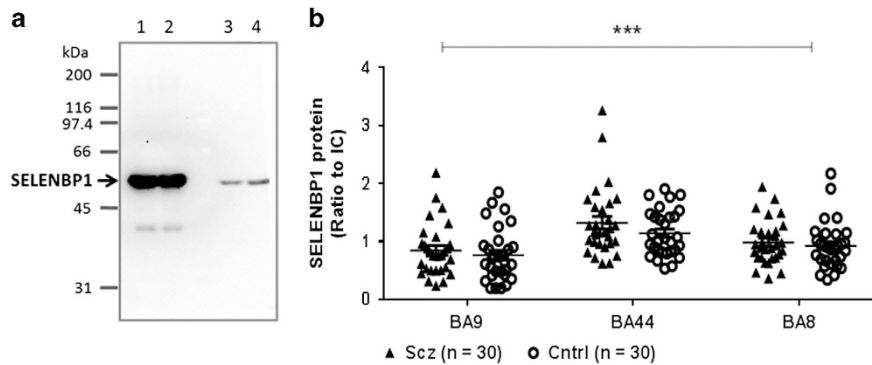 a
1 2 3 4
kDa
200
116
97.4
66
SELENBP1
45
31
b
***
SELENBP1 protein
(Ratio to IC)
4
3
2
1
0
BA9 BA44 BA8
Scz (n = 30) Cntrl (n = 30)